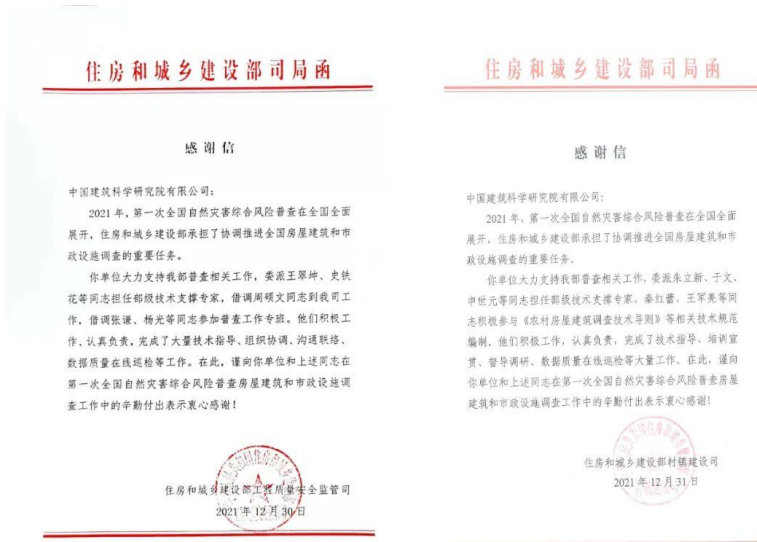 住房和城乡建设部司局函
感谢信
中国建筑科学研究院有限公司：
2021 年，第一次全国自然灾害综合风险普查在全国全面
展开，住房和城乡建设部承担了协调推进全国房屋建筑和市
政设施调查的重要任务。
你单位大力支持我部普查相关工作，委派王翠坤、史铁
花等同志担任部级技术支撑专家，借调周硕文同志到我司工
作，借调张谦、杨光等同志参加普查工作专班。他们积极工
作、认真负责，完成了大量技术指导、组织协调、沟通联络、
数据质量在线巡检等工作。在此，谨向你单位和上述同志在
第一次全国自然灾害综合风险普查房屋建筑和市政设施调
查工作中的辛勤付出表示衷心感谢！
住房和城乡建设部工程质量安全监管司
2021 年 12 月 30 日
住房和城乡建设部司局函
感谢信
中国建筑科学研究院有限公司：
2021 年，第一次全国自然灾害综合风险普查在全国全面
展开，住房和城乡建设部承担了协调推进全国房屋建筑和市
政设施调查的重要任务。
你单位大力支持我部普查相关工作，委派朱立新、于文、
申世元等同志担任部级技术支撑专家，秦红蕾、王军亮等同
志积极参与《农村房屋建筑调查技术导则》等相关技术规范
编制。他们积极工作，认真负责，完成了技术指导、培训宣
贯、督导调研、数据质量在线巡检等大量工作。在此，谨向
你单位和上述同志在第一次全国自然灾害综合风险普查房屋
建筑和市政设施调查工作中的辛勤付出表示衷心感谢！
住房和城乡建设部村镇建设司
2021 年 12 月 31 日